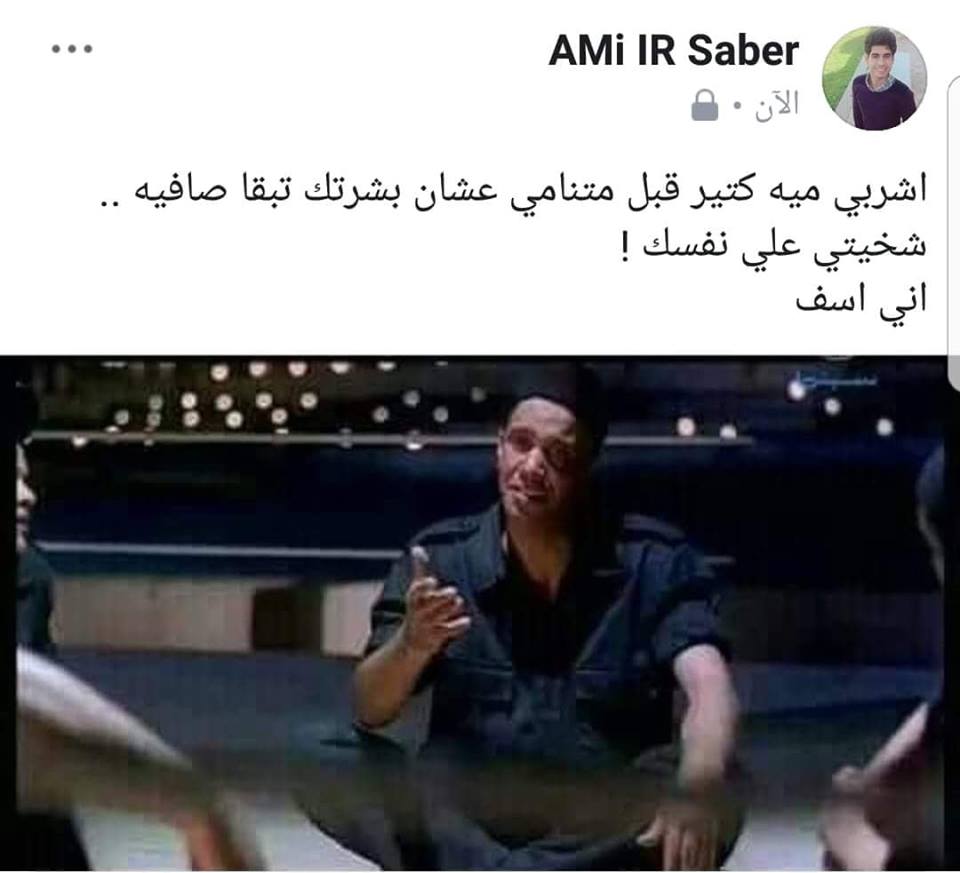 AMi IR Saber
الآن
اشربي ميه كتير قبل متنامي عشان بشرتك تبقا صافيه ..
شخيتي علي نفسك !
اني اسف